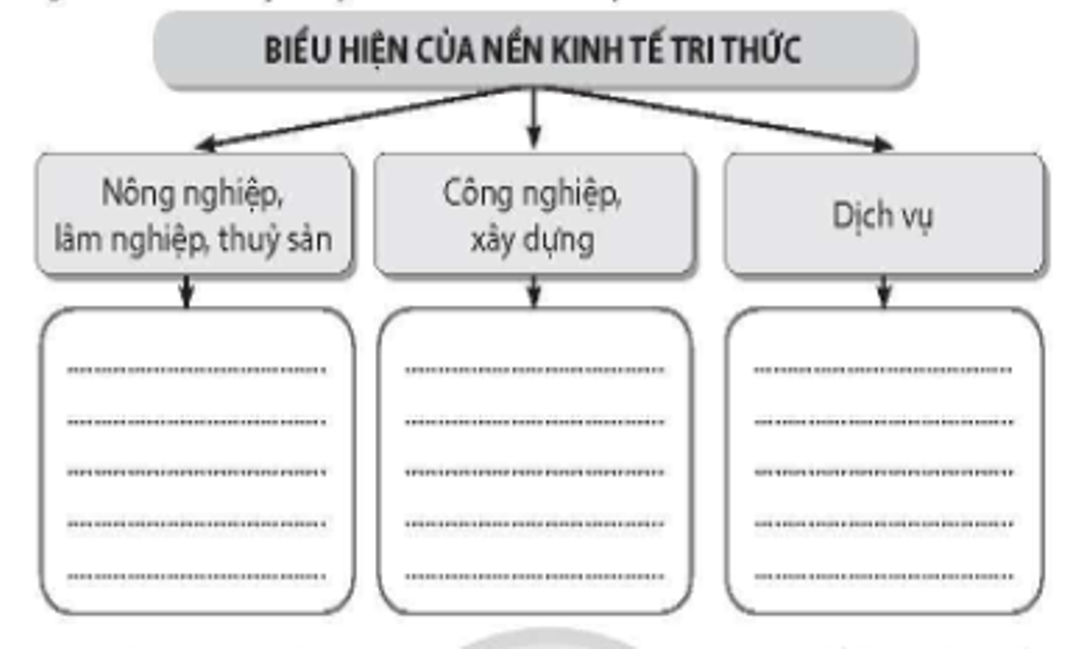 BIỂU HIỆN CỦA NỀN KINH TẾ TRI THỨC
Nông nghiệp,
lâm nghiệp, thuỷ sản
Công nghiệp,
xây dựng
Dịch vụ